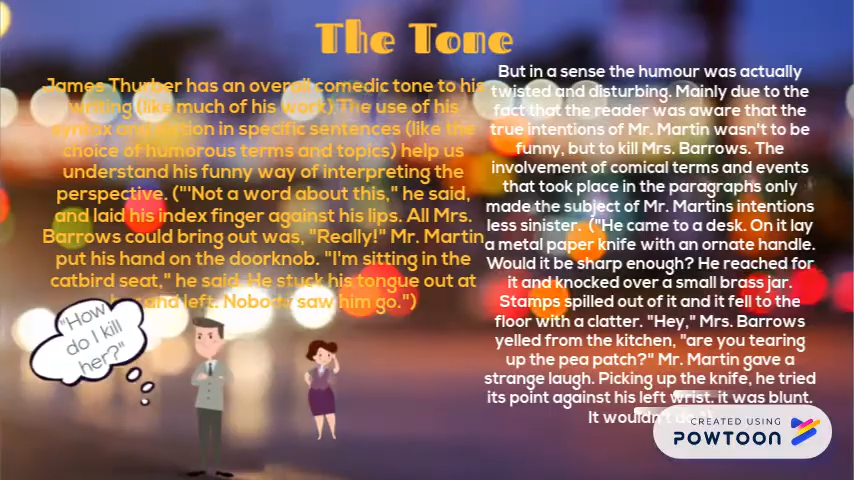 The Tone
James Thurber has an overall comedic tone to his
writing (like much of his work) The use of his
syntax and diction in specific sentences (like the
choice of humorous terms and topics) help us
understand his funny way of interpreting the
perspective. ("'Not a word about this," he said,
and laid his index finger against his lips. All Mrs.
Barrows could bring out was, "Really!" Mr. Martin
put his hand on the doorknob. "I'm sitting in the
catbird seat," he said. He stuck his tongue out at
and left. Nobody saw him go.")
But in a sense the humour was actually
twisted and disturbing. Mainly due to the
fact that the reader was aware that the
true intentions of Mr. Martin wasn't to be
funny, but to kill Mrs. Barrows. The
involvement of comical terms and events
that took place in the paragraphs only
made the subject of Mr. Martins intentions
less sinister. ("He came to a desk. On it lay
a metal paper knife with an ornate handle.
Would it be sharp enough? He reached for
it and knocked over a small brass jar.
Stamps spilled out of it and it fell to the
floor with a clatter. "Hey," Mrs. Barrows
yelled from the kitchen, "are you tearing
up the pea patch?" Mr. Martin gave a
strange laugh. Picking up the knife, he tried
its point against his left wrist. it was blunt.
It wouldn't
"How
do I kill
her?"
CREATED USING
POWTOON